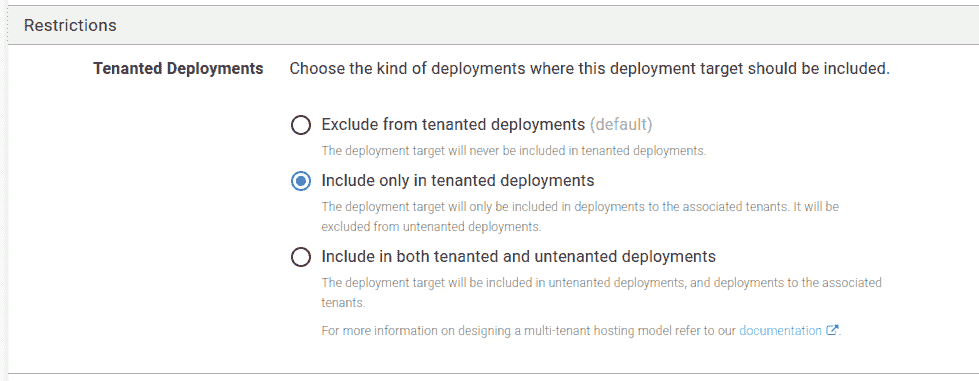 Restrictions
Tenanted Deployments Choose the kind of deployments where this deployment target should be included.
Exclude from tenanted deployments (default)
The deployment target will never be included in tenanted deployments.
Include only in tenanted deployments
The deployment target will only be included in deployments to the associated tenants. It will be
excluded from untenanted deployments.
Include in both tenanted and untenanted deployments
The deployment target will be included in untenanted deployments, and deployments to the associated
tenants.
For more information on designing a multi-tenant hosting model refer to our documentation.